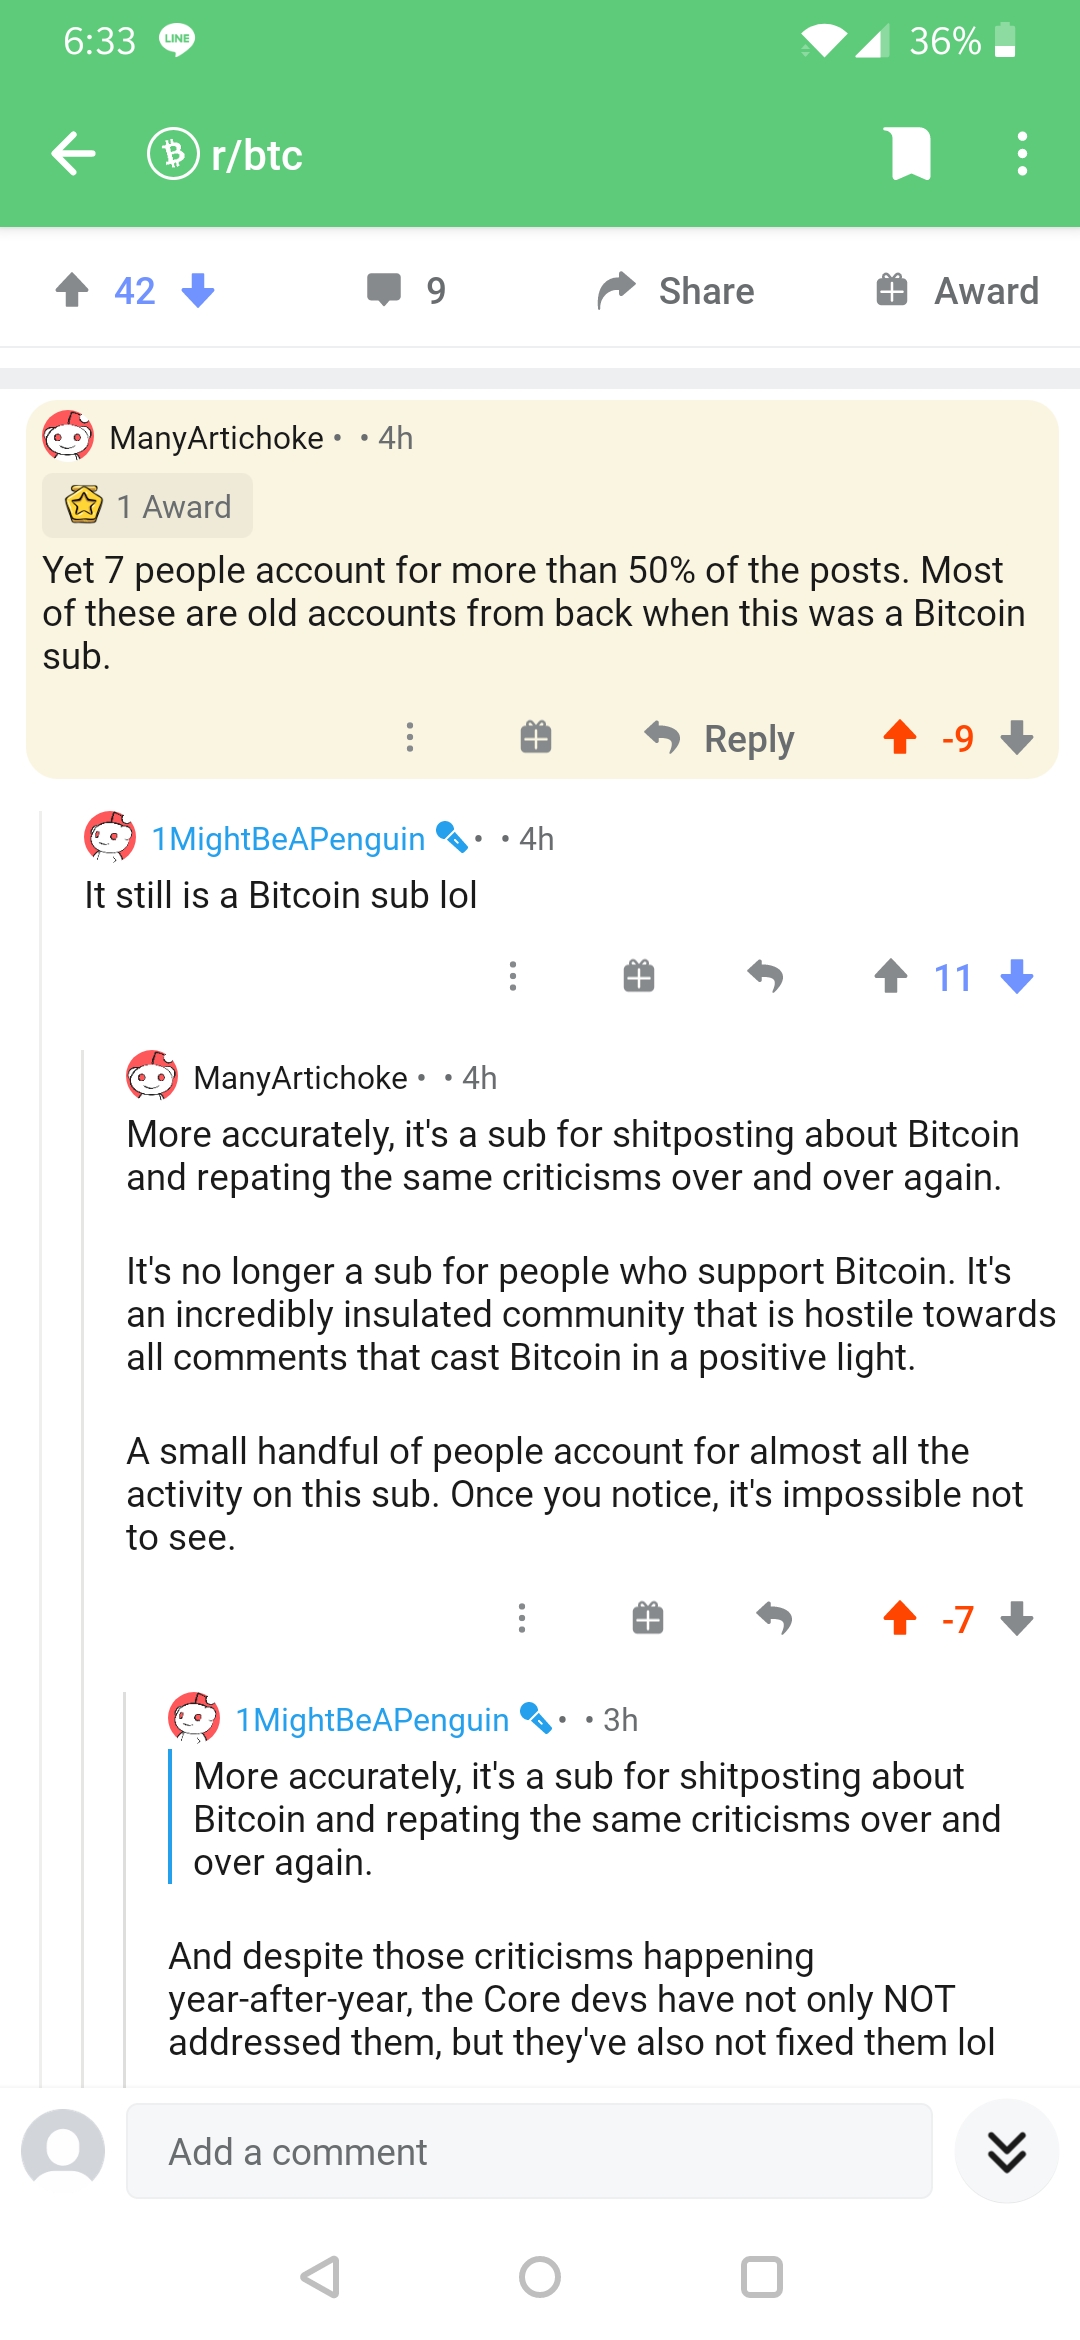 6:33 LINE 36%
r/btc
42 9 Share Award
ManyArtichoke • • 4h
1 Award
Yet 7 people account for more than 50% of the posts. Most
of these are old accounts from back when this was a Bitcoin
sub.
Reply -9
1MightBeAPenguin • • 4h
It still is a Bitcoin sub lol
11
ManyArtichoke • • 4h
More accurately, it's a sub for shitposting about Bitcoin
and repating the same criticisms over and over again.
It's no longer a sub for people who support Bitcoin. It's
an incredibly insulated community that is hostile towards
all comments that cast Bitcoin in a positive light.
A small handful of people account for almost all the
activity on this sub. Once you notice, it's impossible not
to see.
-7
1MightBeAPenguin • • 3h
More accurately, it's a sub for shitposting about
Bitcoin and repating the same criticisms over and
over again.
And despite those criticisms happening
year-after-year, the Core devs have not only NOT
addressed them, but they've also not fixed them lol
Add a comment